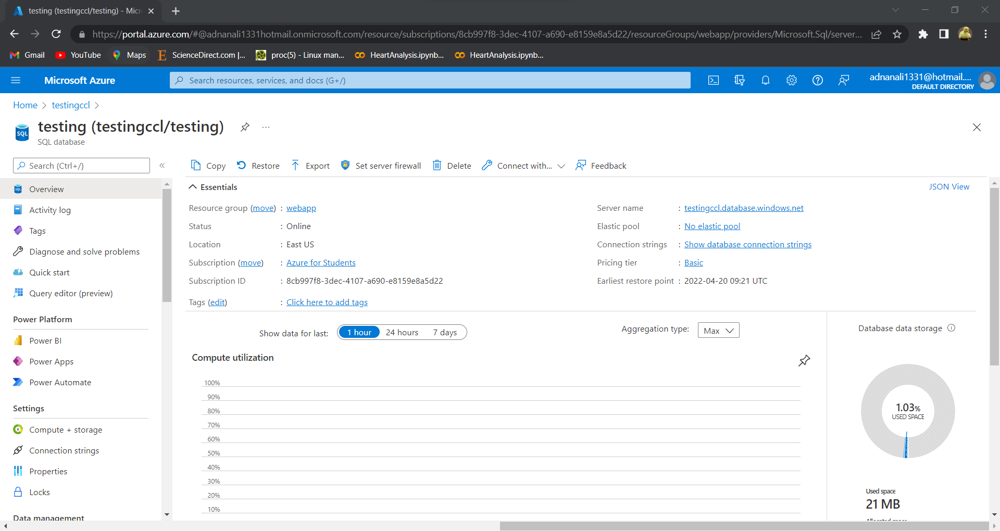 testing (testingccl/testing) - Micr
https://portal.azure.com/#@adnanali1331hotmail.onmicrosoft.com/resource/subscriptions/8cb997f8-3dec-4107-a690-e8159e8a5d22/resourceGroups/webapp/providers/Microsoft.Sql/server...
Gmail
YouTube
Maps
ScienceDirect.com |...
proc(5) - Linux man...
HeartAnalysis.ipynb...
HeartAnalysis.ipynb...
Microsoft Azure
Search resources, services, and docs (G+/)
adnanali1331@hotmail....
DEFAULT DIRECTORY
Home
testingccl
testing (testingccl/testing)
...
SQL
SQL database
Search (Ctrl+/)
Overview
Activity log
Tags
Diagnose and solve problems
Quick start
Query editor (preview)
Power Platform
Power BI
Power Apps
Power Automate
Settings
Compute + storage
Connection strings
Properties
Locks
Data management
Copy
Restore
Export
Set server firewall
Delete
Connect with...
Feedback
Essentials
JSON View
Resource group (move) : webapp
Status : Online
Location : East US
Subscription (move) : Azure for Students
Subscription ID : 8cb997f8-3dec-4107-a690-e8159e8a5d22
Tags (edit) : Click here to add tags
Server name : testingccl.database.windows.net
Elastic pool : No elastic pool
Connection strings : Show database connection strings
Pricing tier : Basic
Earliest restore point : 2022-04-20 09:21 UTC
Show data for last:
1 hour
24 hours
7 days
Aggregation type:
Max
Compute utilization
100%
90%
80%
70%
60%
50%
40%
30%
20%
10%
Database data storage
1.03%
USED SPACE
Used space
21 MB
Allocated space